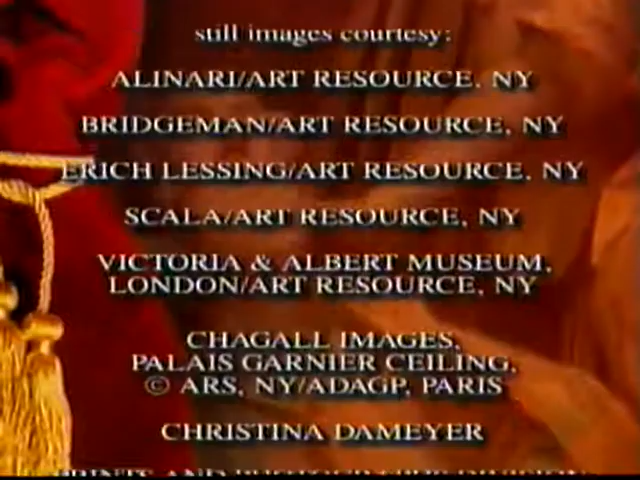 still images courtesy:
ALINARI/ART RESOURCE, NY
BRIDGEMAN/ART RESOURCE, NY
ERICH LESSING/ART RESOURCE, NY
SCALA/ART RESOURCE, NY
VICTORIA & ALBERT MUSEUM,
LONDON/ART RESOURCE, NY
CHAGALL IMAGES,
PALAIS GARNIER CEILING,
© ARS, NY/ADAGP, PARIS
CHRISTINA DAMEYER